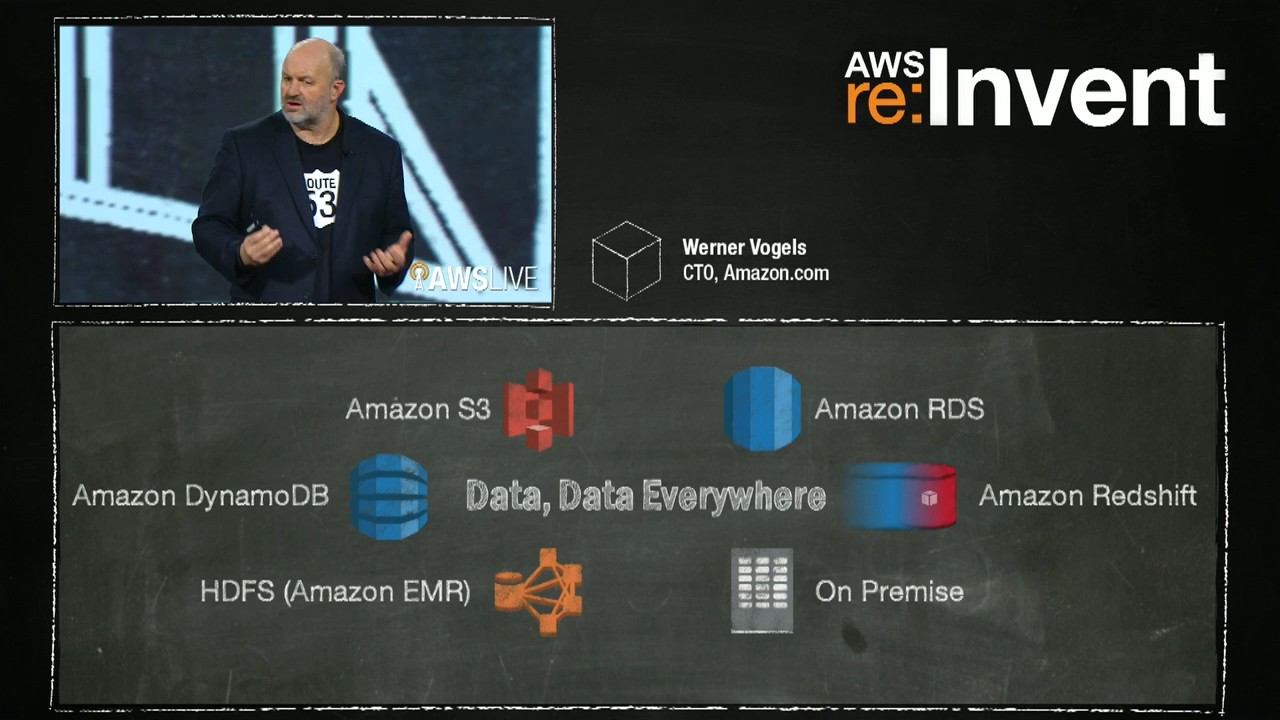 AWS
re:Invent
OUTE
53
AWSLIVE
Werner Vogels
CTO, Amazon.com
Amazon S3
Amazon RDS
Amazon DynamoDB
Data, Data Everywhere
Amazon Redshift
HDFS (Amazon EMR)
On Premise